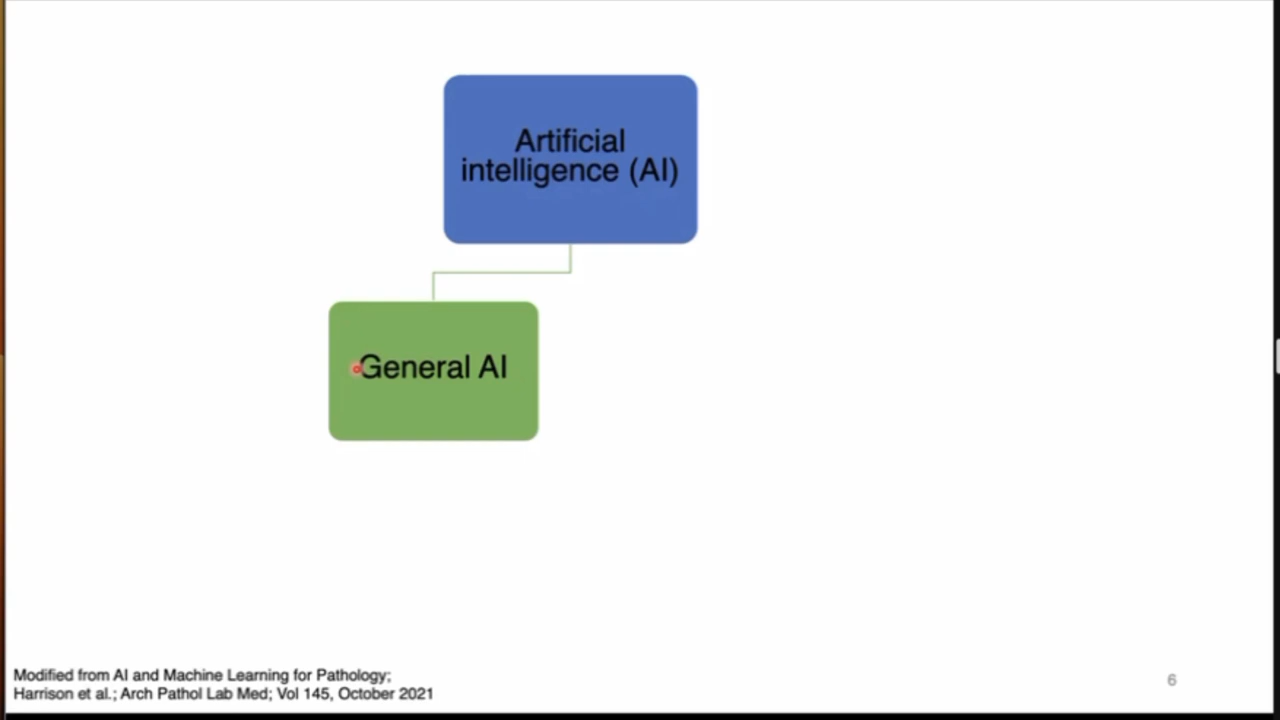 Artificial
intelligence (AI)
General AI
Modified from AI and Machine Learning for Pathology;
Harrison et al.; Arch Pathol Lab Med; Vol 145, October 2021
6